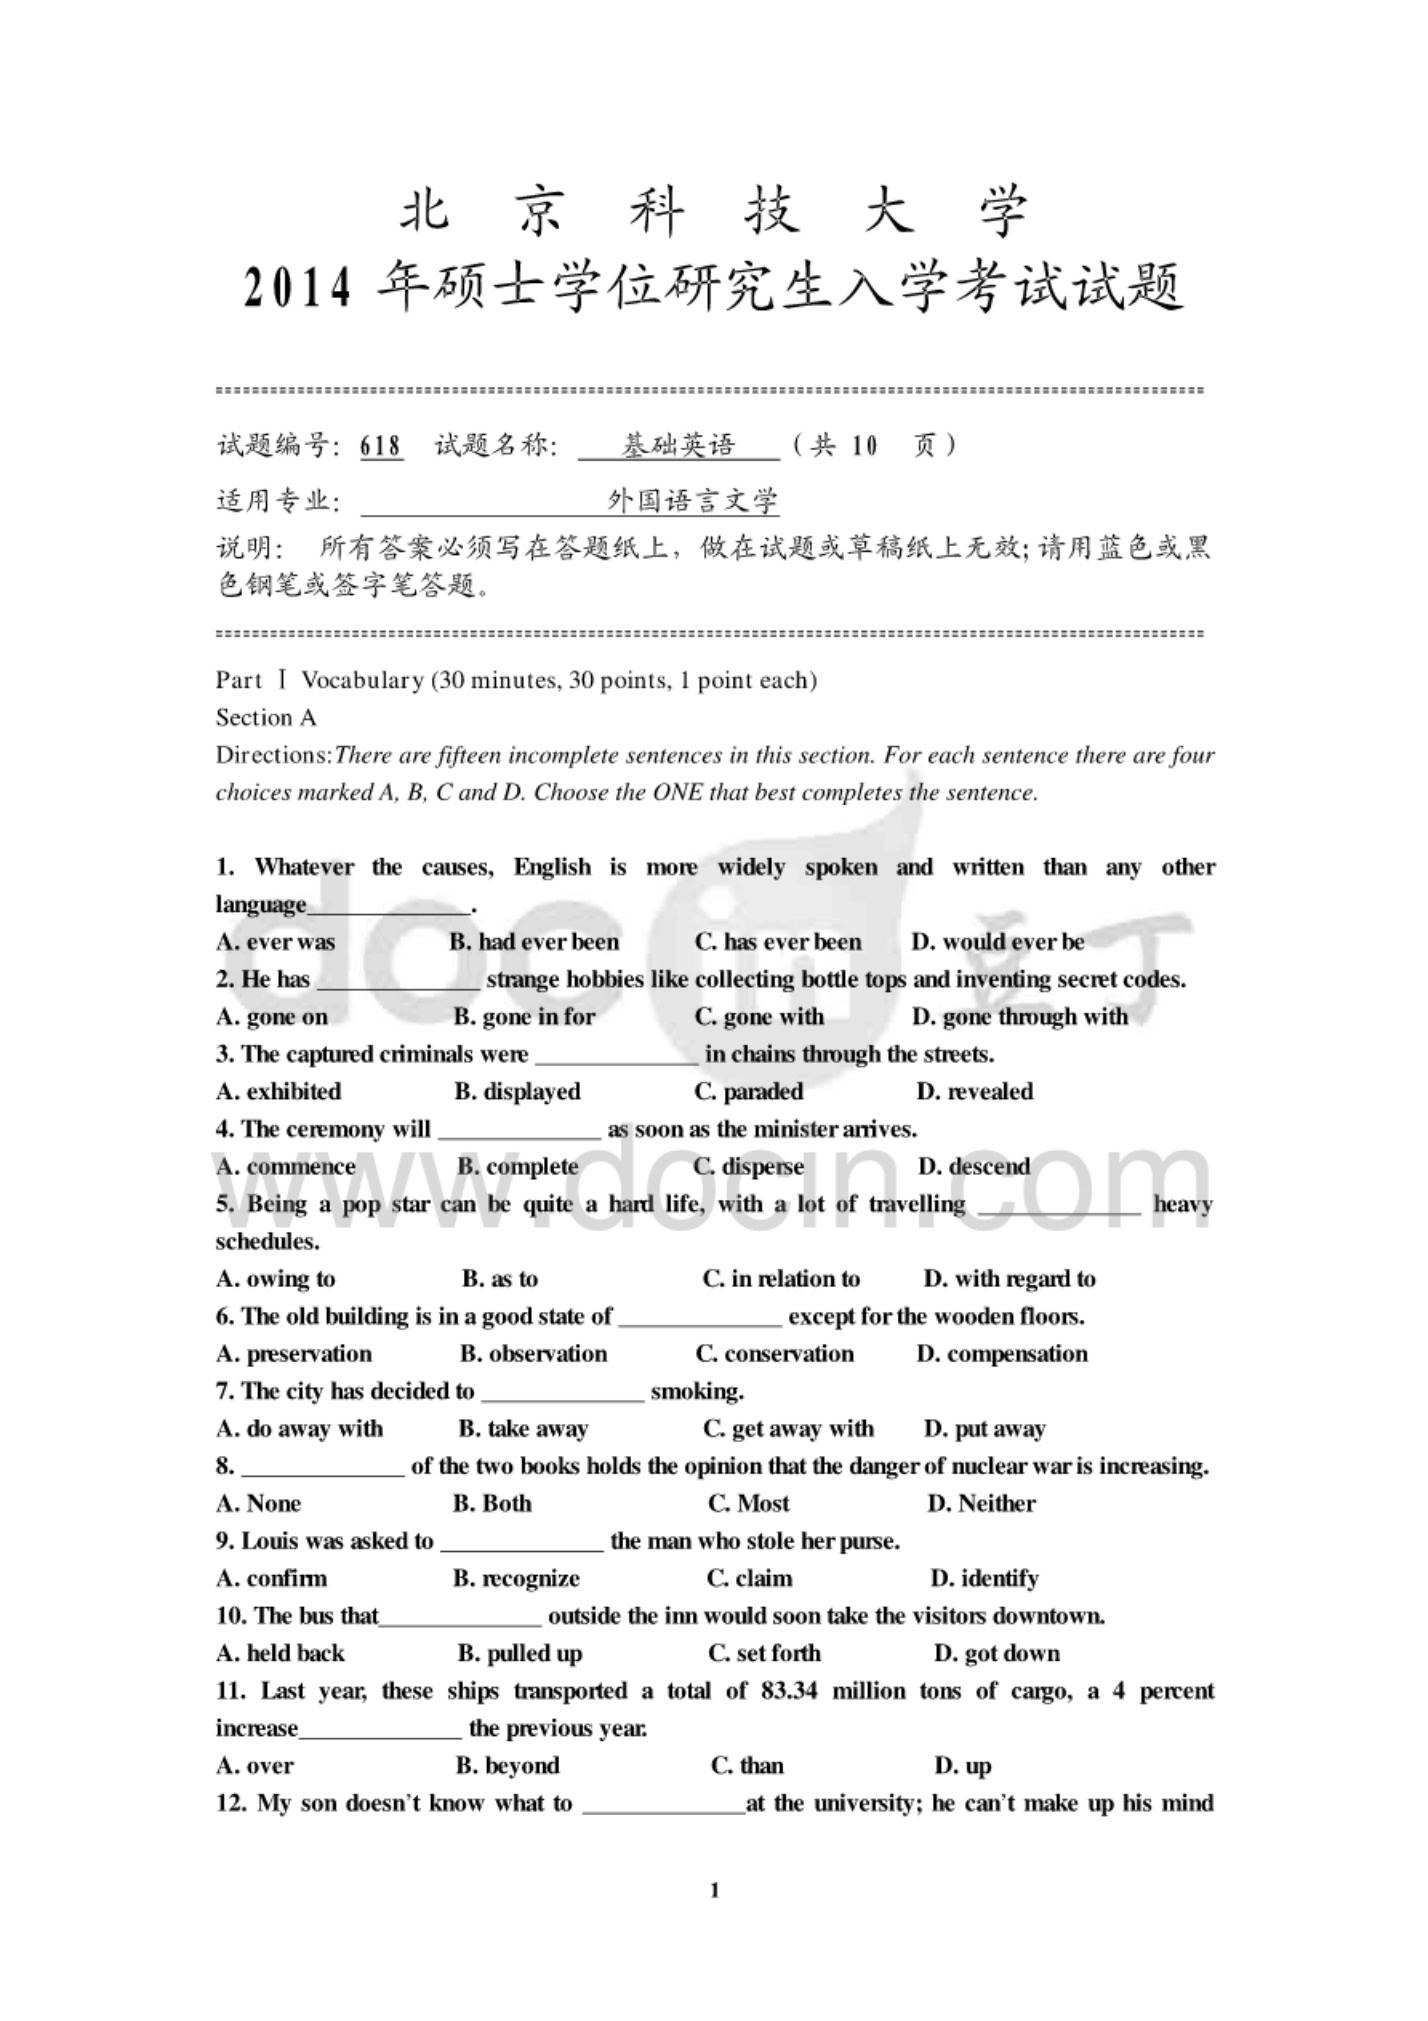 北 京 科 技 大 学
2014 年硕士学位研究生入学考试试题
试题编号: 618 试题名称: 基础英语 (共 10 页)
适用专业: 外国语言文学
说明: 所有答案必须写在答题纸上, 做在试题或草稿纸上无效; 请用蓝色或黑
色钢笔或签字笔答题。
Part Ⅰ Vocabulary (30 minutes, 30 points, 1 point each)
Section A
Directions:There are fifteen incomplete sentences in this section. For each sentence there are four
choices marked A, B, C and D. Choose the ONE that best completes the sentence.
1. Whatever the causes, English is more widely spoken and written than any other
language_____________.
A. ever was B. had ever been C. has ever been D. would ever be
2. He has _____________ strange hobbies like collecting bottle tops and inventing secret codes.
A. gone on B. gone in for C. gone with D. gone through with
3. The captured criminals were _____________ in chains through the streets.
A. exhibited B. displayed C. paraded D. revealed
4. The ceremony will _____________ as soon as the minister arrives.
A. commence B. complete C. disperse D. descend
5. Being a pop star can be quite a hard life, with a lot of travelling _____________ heavy
schedules.
A. owing to B. as to C. in relation to D. with regard to
6. The old building is in a good state of _____________ except for the wooden floors.
A. preservation B. observation C. conservation D. compensation
7. The city has decided to _____________ smoking.
A. do away with B. take away C. get away with D. put away
8. _____________ of the two books holds the opinion that the danger of nuclear war is increasing.
A. None B. Both C. Most D. Neither
9. Louis was asked to _____________ the man who stole her purse.
A. confirm B. recognize C. claim D. identify
10. The bus that_____________ outside the inn would soon take the visitors downtown.
A. held back B. pulled up C. set forth D. got down
11. Last year, these ships transported a total of 83.34 million tons of cargo, a 4 percent
increase_____________ the previous year.
A. over B. beyond C. than D. up
12. My son doesn't know what to _____________at the university; he can't make up his mind
1
docin 豆丁
www.docin.com